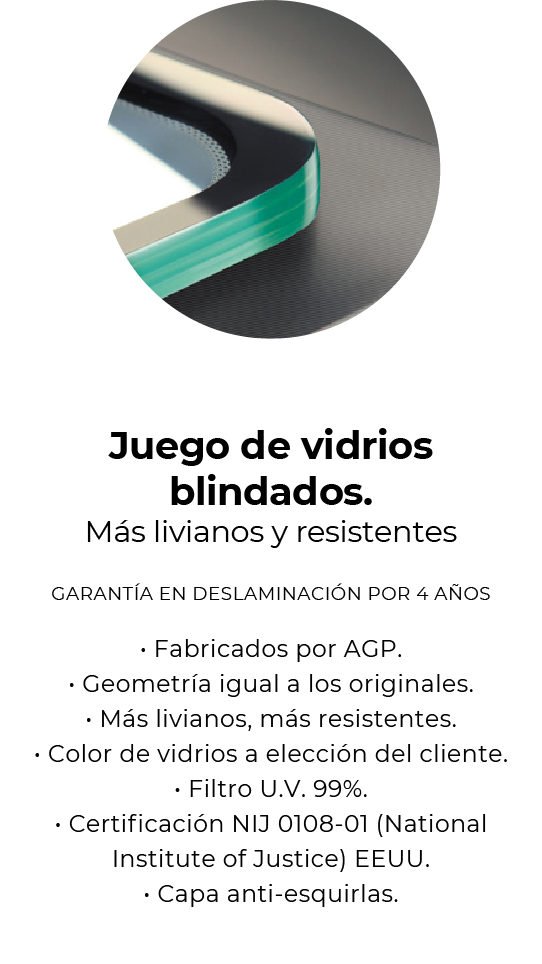 Juego de vidrios
blindados.
Más livianos y resistentes
GARANTÍA EN DESLAMINACIÓN POR 4 AÑOS
• Fabricados por AGP.
• Geometría igual a los originales.
• Más livianos, más resistentes.
• Color de vidrios a elección del cliente.
• Filtro U.V. 99%.
• Certificación NIJ 0108-01 (National
Institute of Justice) EEUU.
• Capa anti-esquirlas.